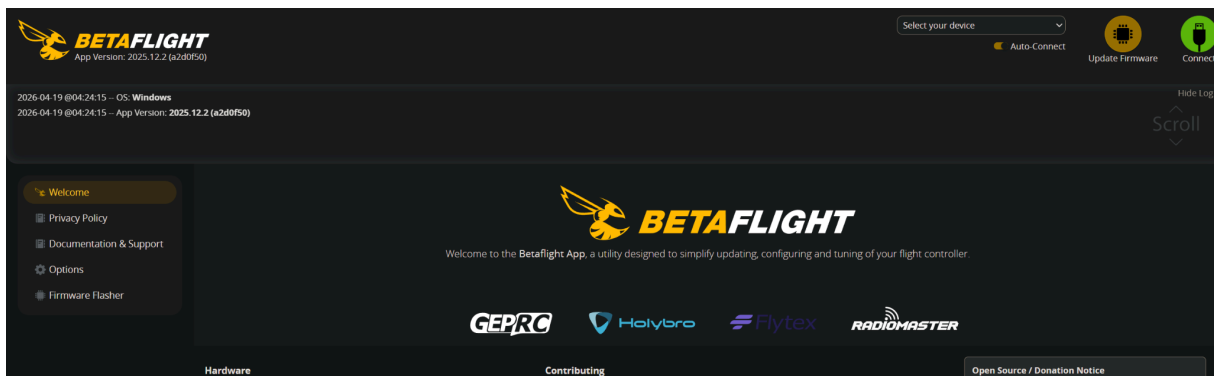 BETAFLIGHT
App Version: 2025.12.2 (a2d0f50)
Select your device
Auto-Connect
Update Firmware
Connect
2026-04-19 @04:24:15 -- OS: Windows
2026-04-19 @04:24:15 -- App Version: 2025.12.2 (a2d0f50)
Hide Log
Scroll
Welcome
Privacy Policy
Documentation & Support
Options
Firmware Flasher
BETAFLIGHT
Welcome to the Betaflight App, a utility designed to simplify updating, configuring and tuning of your flight controller.
GEPRC
Holybro
Flytex
RADIOMASTER
Hardware
Contributing
Open Source / Donation Notice